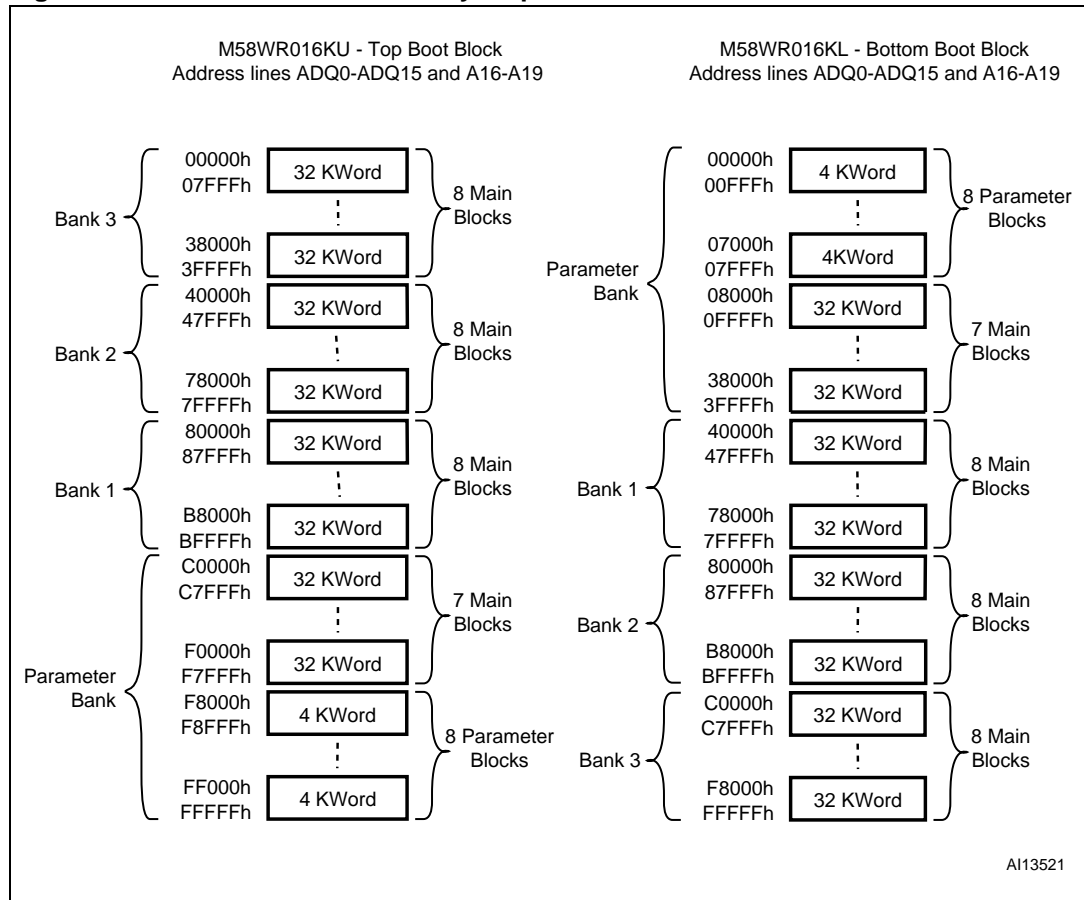 M58WR016KU - Top Boot Block
Address lines ADQ0-ADQ15 and A16-A19
Bank 3
00000h
07FFFh
32 KWord
38000h
3FFFFh
32 KWord
8 Main
Blocks
Bank 2
40000h
47FFFh
32 KWord
78000h
7FFFFh
32 KWord
8 Main
Blocks
Bank 1
80000h
87FFFh
32 KWord
B8000h
BFFFFh
32 KWord
8 Main
Blocks
Parameter
Bank
C0000h
C7FFFh
32 KWord
F0000h
F7FFFh
32 KWord
7 Main
Blocks
F8000h
F8FFFh
4 KWord
FF000h
FFFFFh
4 KWord
8 Parameter
Blocks
M58WR016KL - Bottom Boot Block
Address lines ADQ0-ADQ15 and A16-A19
Parameter
Bank
00000h
00FFFh
4 KWord
07000h
07FFFh
4KWord
8 Parameter
Blocks
08000h
0FFFFh
32 KWord
38000h
3FFFFh
32 KWord
7 Main
Blocks
Bank 1
40000h
47FFFh
32 KWord
78000h
7FFFFh
32 KWord
8 Main
Blocks
Bank 2
80000h
87FFFh
32 KWord
B8000h
BFFFFh
32 KWord
8 Main
Blocks
Bank 3
C0000h
C7FFFh
32 KWord
F8000h
FFFFFh
32 KWord
8 Main
Blocks
AI13521